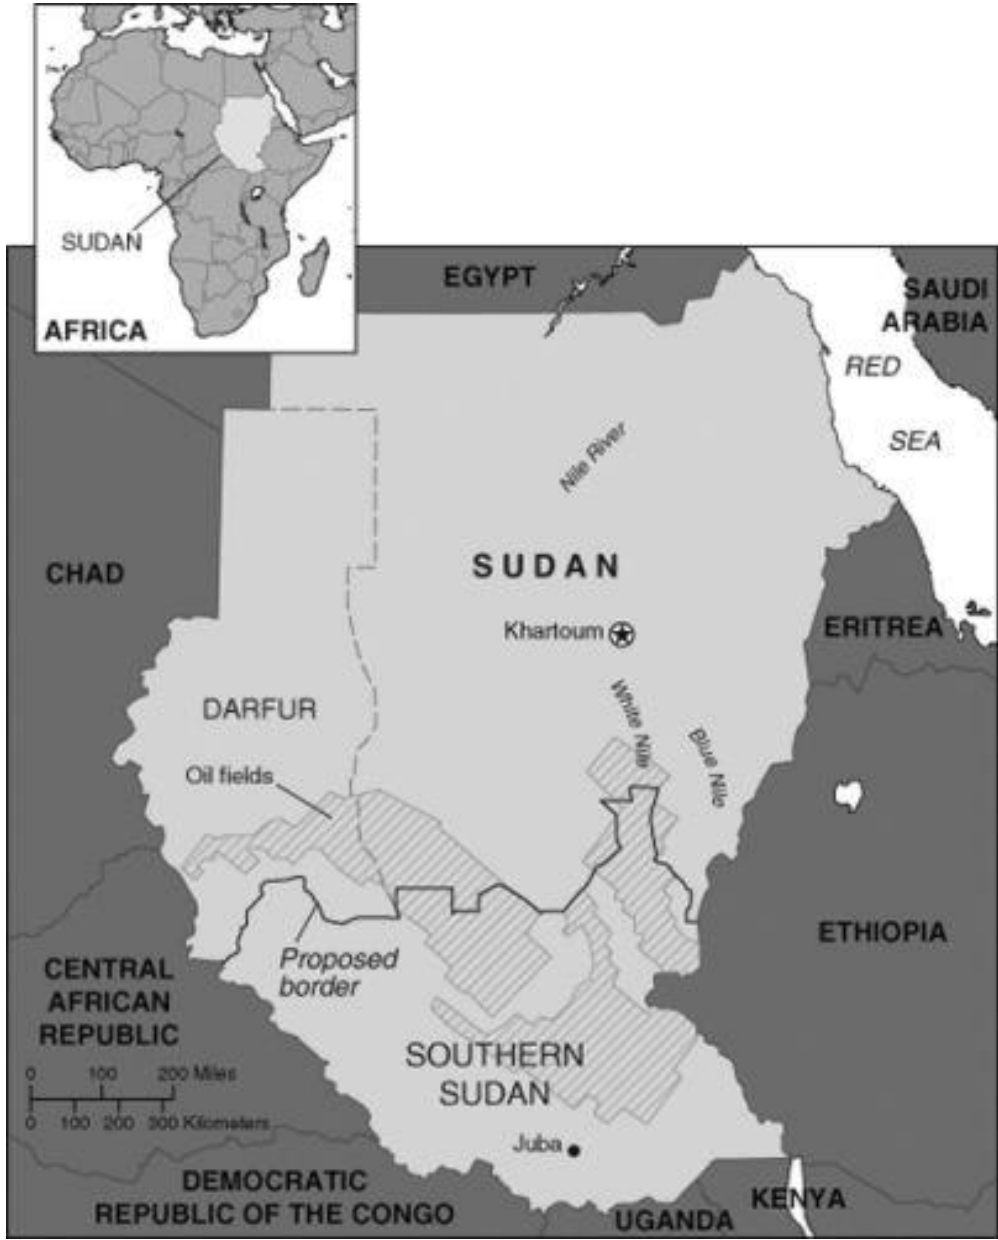 SUDAN
AFRICA
EGYPT
SAUDI
ARABIA
RED
SEA
Nile River
SUDAN
CHAD
Khartoum
ERITREA
White Nile
Blue Nile
DARFUR
Oil fields
ETHIOPIA
Proposed
border
CENTRAL
AFRICAN
REPUBLIC
SOUTHERN
SUDAN
0 100 200 Miles
0 100 200 300 Kilometers
Juba
DEMOCRATIC
REPUBLIC OF THE CONGO
KENYA
UGANDA